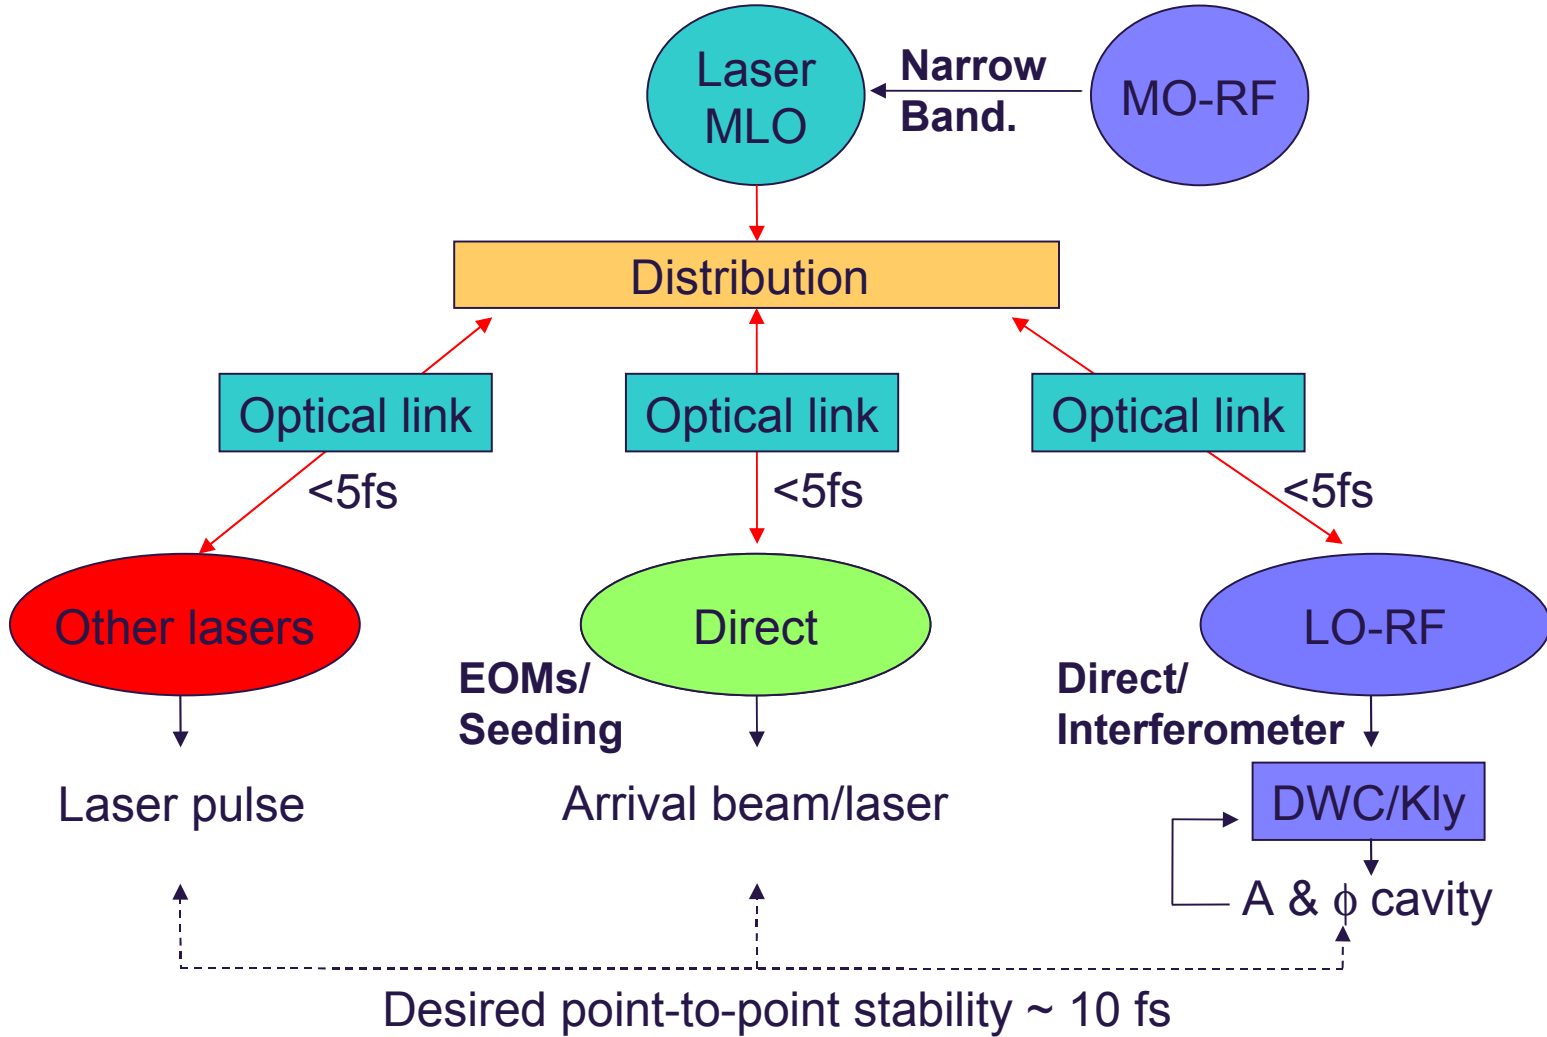 Laser
MLO
Narrow
Band.
MO-RF
Distribution
Optical link
Optical link
Optical link
<5fs
<5fs
<5fs
Other lasers
Direct
LO-RF
EOMs/
Seeding
Direct/
Interferometer
Laser pulse
Arrival beam/laser
DWC/Kly
A & ϕ cavity
Desired point-to-point stability ~ 10 fs